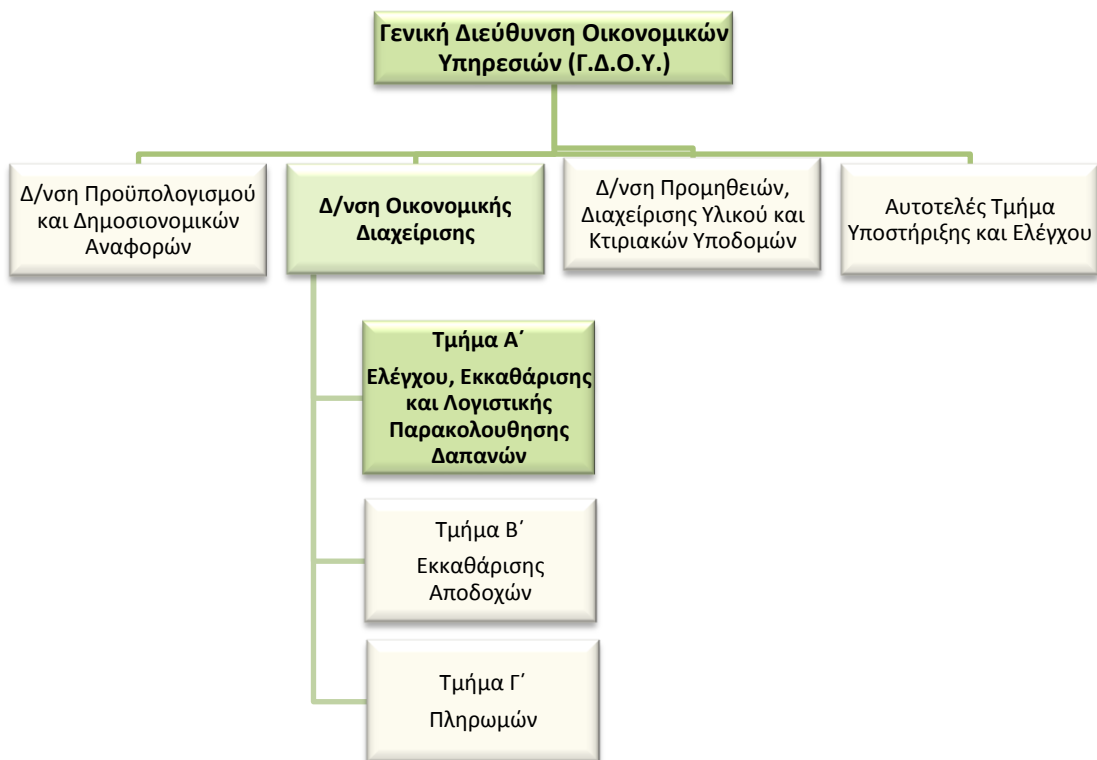 Γενική Διεύθυνση Οικονομικών
Υπηρεσιών (Γ.Δ.Ο.Υ.)
Δ/νση Προϋπολογισμού
και Δημοσιονομικών
Αναφορών
Δ/νση Οικονομικής
Διαχείρισης
Δ/νση Προμηθειών,
Διαχείρισης Υλικού και
Κτιριακών Υποδομών
Αυτοτελές Τμήμα
Υποστήριξης και Ελέγχου
Τμήμα Α΄
Ελέγχου, Εκκαθάρισης
και Λογιστικής
Παρακολουθησης
Δαπανών
Τμήμα Β΄
Εκκαθάρισης
Αποδοχών
Τμήμα Γ΄
Πληρωμών